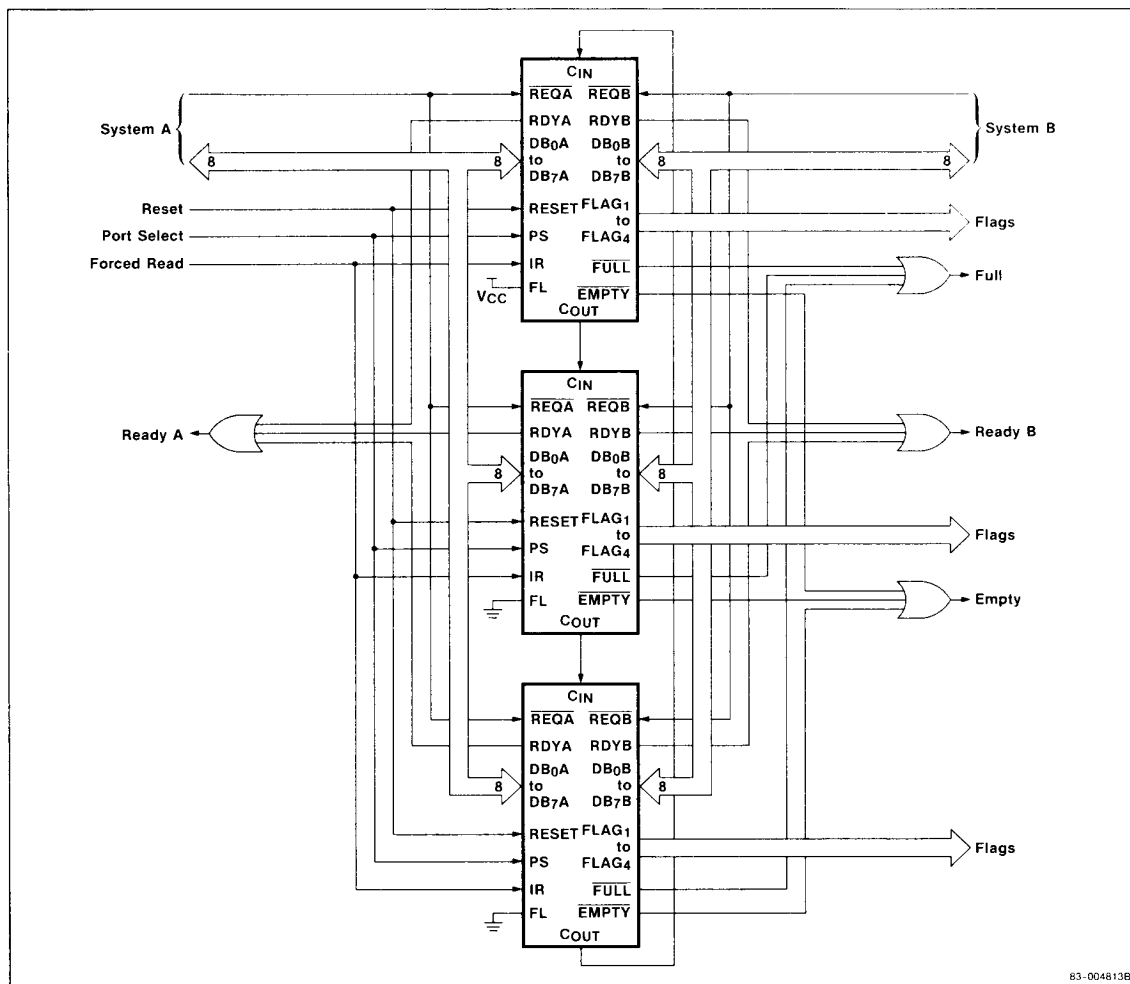 CIN
REQA REQB
RDYA RDYB
DB0A DB0B
to to
DB7A DB7B
RESET FLAG1
to
PS FLAG4
IR FULL
FL EMPTY
COUT
System A
8 8 8 8
System B
Reset
Port Select
Forced Read
VCC
Flags
Full
CIN
REQA REQB
RDYA RDYB
DB0A DB0B
to to
DB7A DB7B
8 8
RESET FLAG1
to
PS FLAG4
IR FULL
FL EMPTY
COUT
Ready A
Ready B
Flags
Empty
CIN
REQA REQB
RDYA RDYB
DB0A DB0B
to to
DB7A DB7B
8 8
RESET FLAG1
to
PS FLAG4
IR FULL
FL EMPTY
COUT
Flags
83-004813B